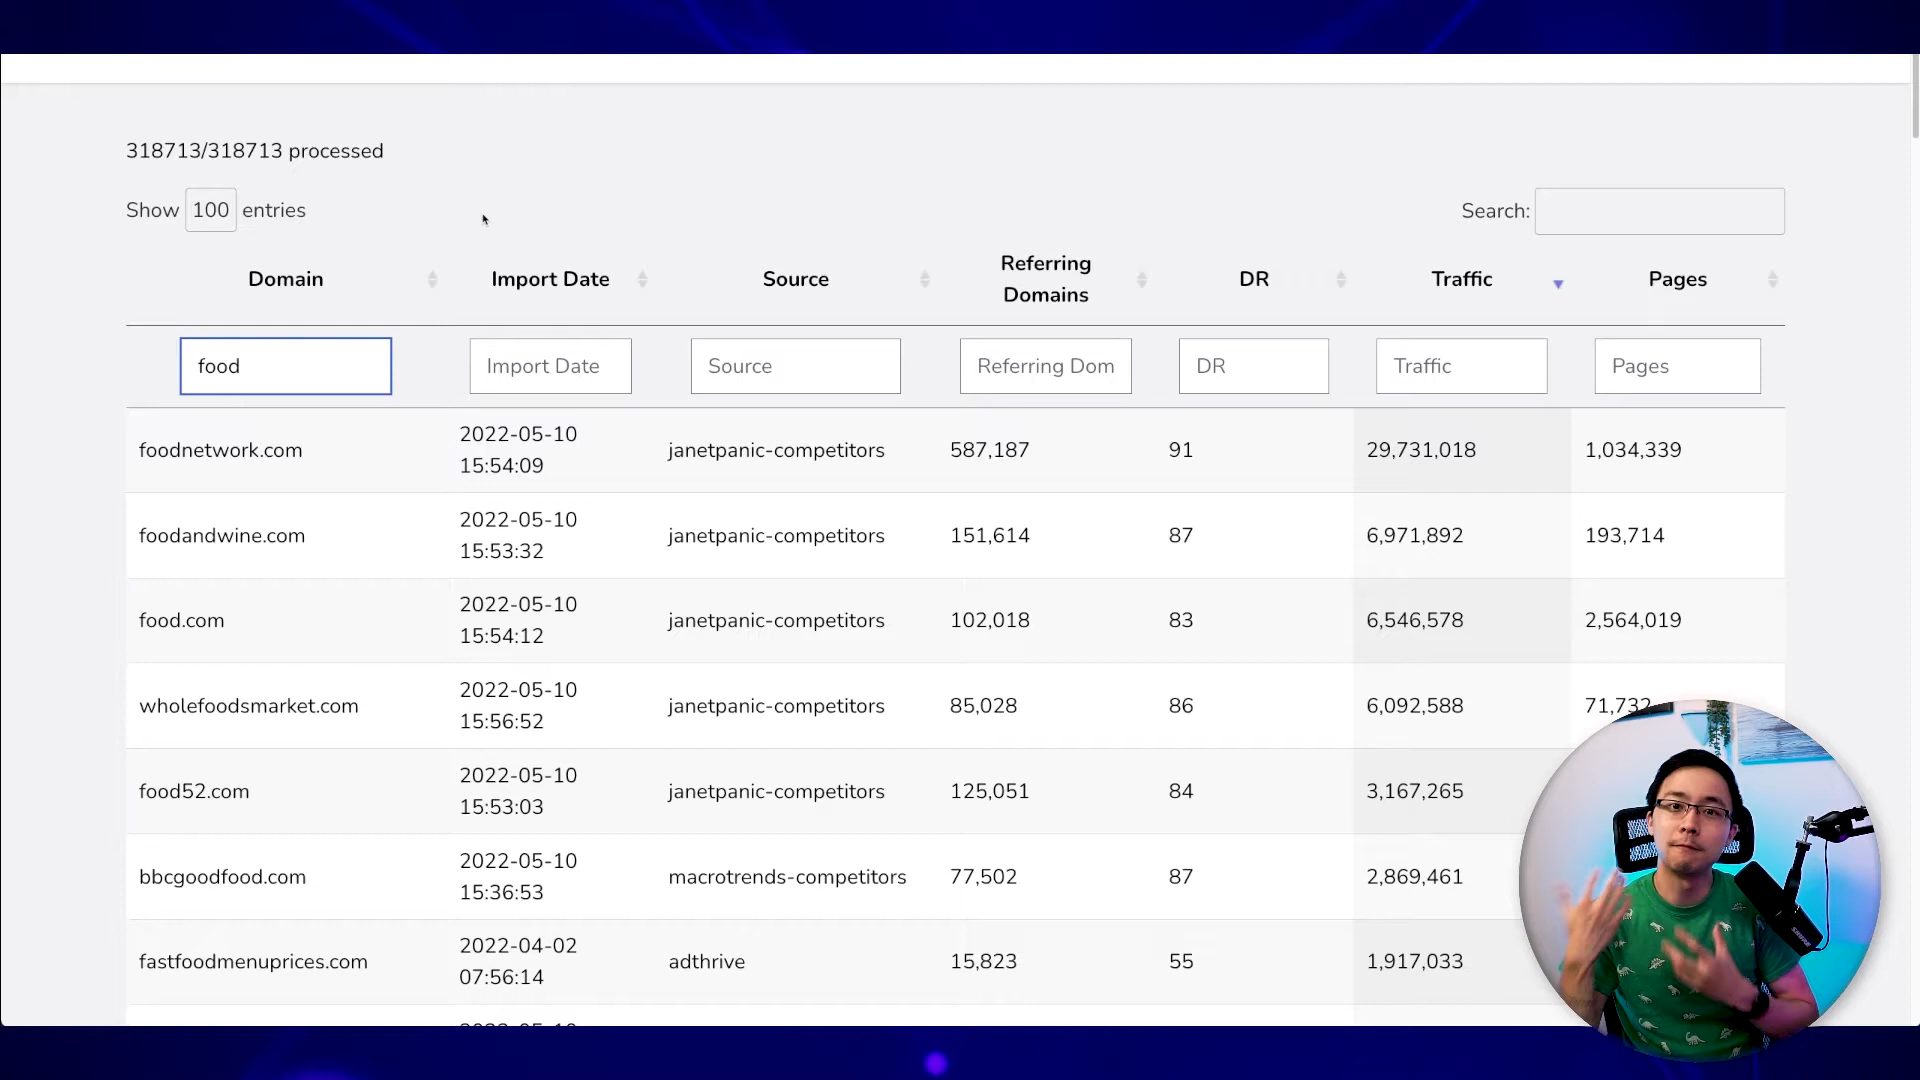 318713/318713 processed
Show 100 entries
Search:
Domain Import Date Source Referring Domains DR Traffic Pages
food Import Date Source Referring Dom DR Traffic Pages
foodnetwork.com 2022-05-10 15:54:09 janetpanic-competitors 587,187 91 29,731,018 1,034,339
foodandwine.com 2022-05-10 15:53:32 janetpanic-competitors 151,614 87 6,971,892 193,714
food.com 2022-05-10 15:54:12 janetpanic-competitors 102,018 83 6,546,578 2,564,019
wholefoodsmarket.com 2022-05-10 15:56:52 janetpanic-competitors 85,028 86 6,092,588 71,732
food52.com 2022-05-10 15:53:03 janetpanic-competitors 125,051 84 3,167,265
bbcgoodfood.com 2022-05-10 15:36:53 macrotrends-competitors 77,502 87 2,869,461
fastfoodmenuprices.com 2022-04-02 07:56:14 adthrive 15,823 55 1,917,033